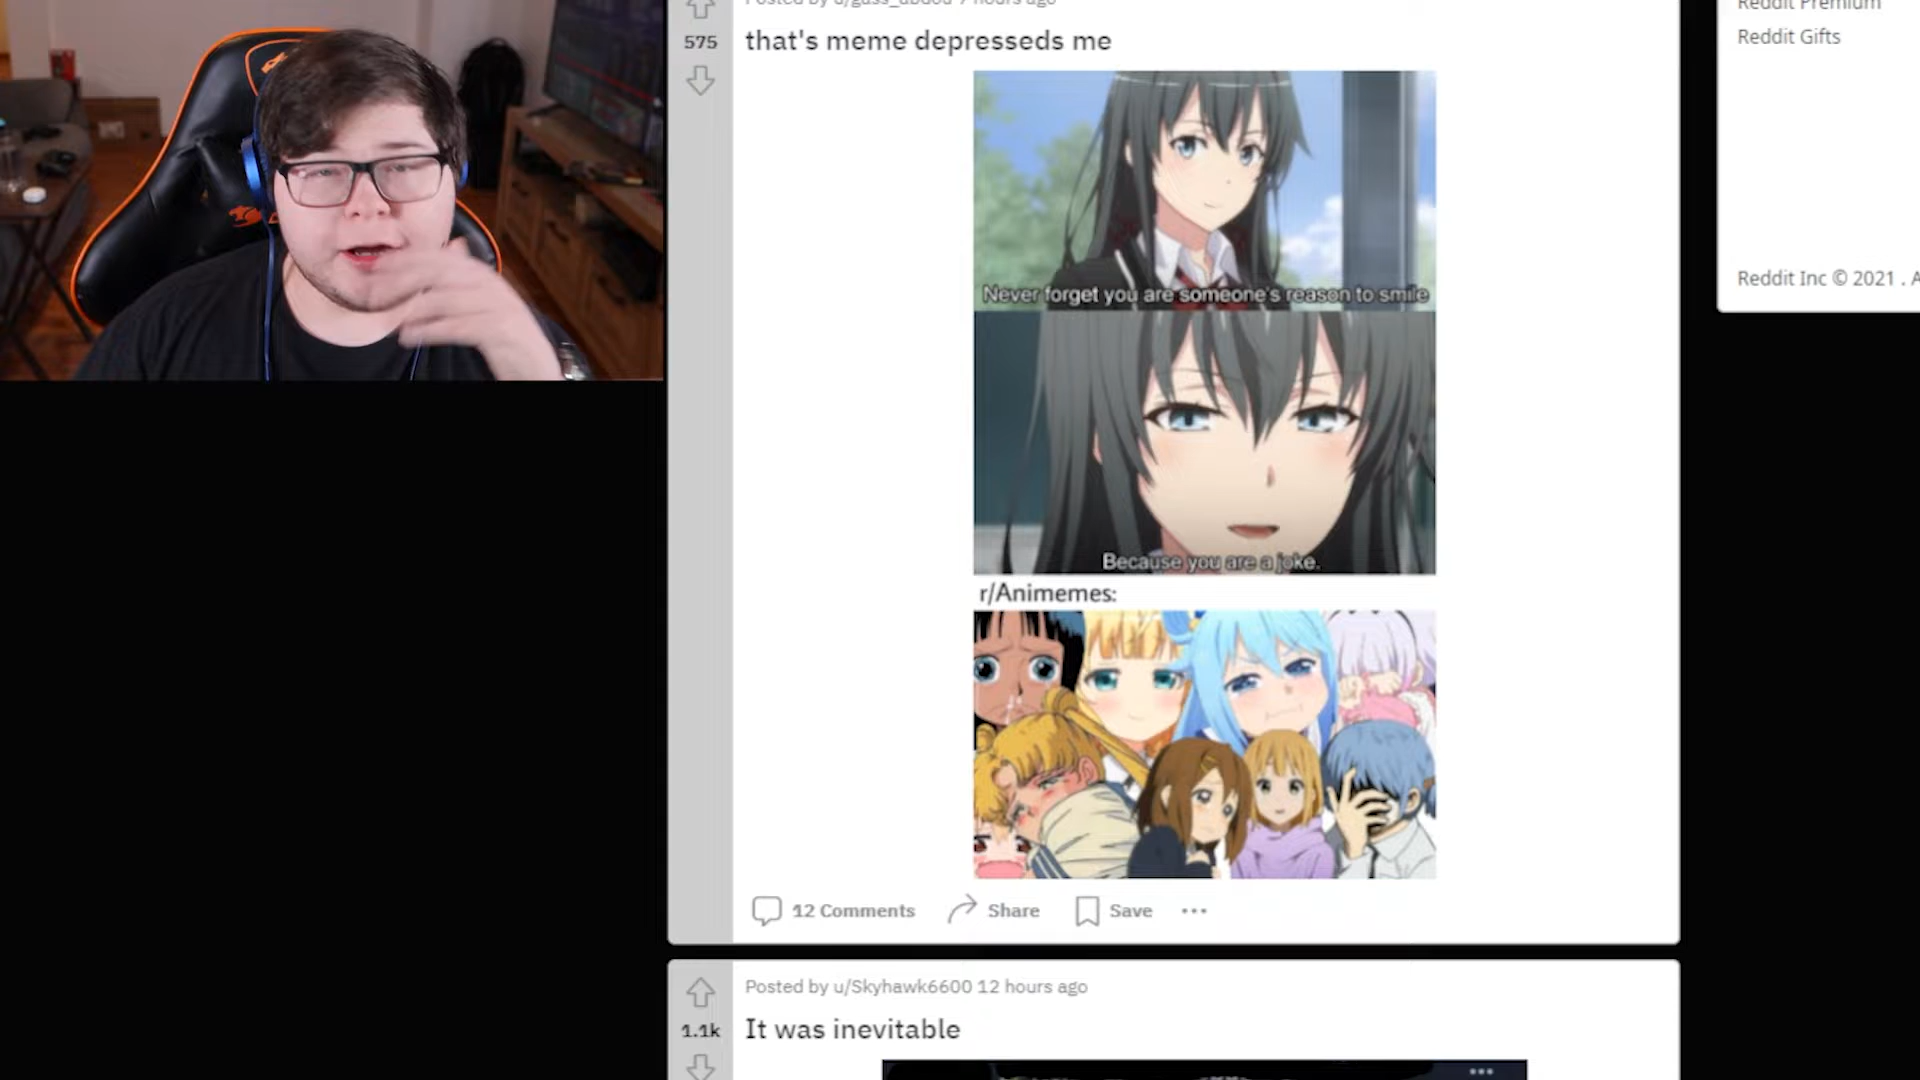 575
that's meme depresseds me
Never forget you are someone's reason to smile
Because you are a joke.
r/Animemes:
12 Comments
Share
Save
Posted by u/Skyhawk6600 12 hours ago
1.1k
It was inevitable
Reddit Premium
Reddit Gifts
Reddit Inc © 2021 . A